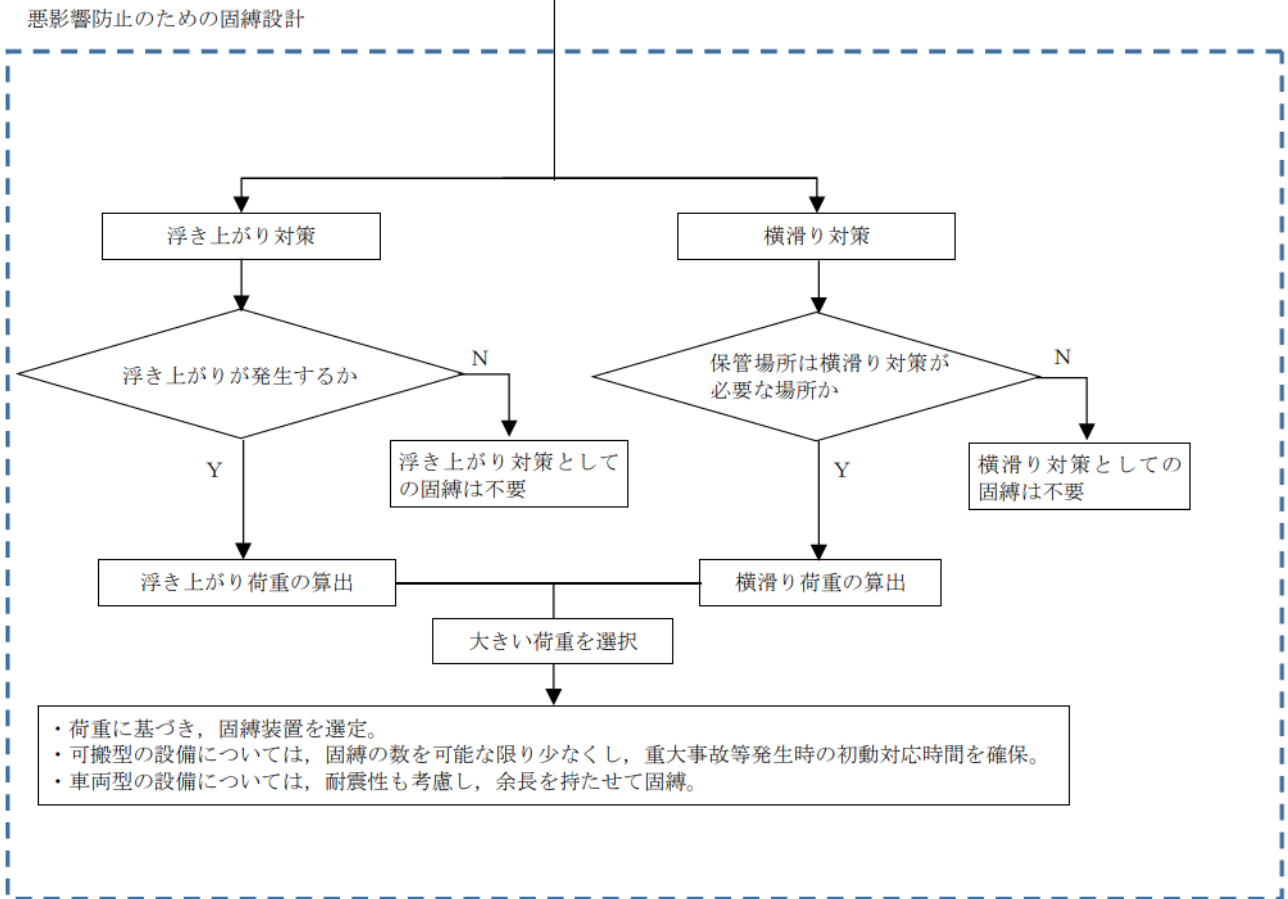 悪影響防止のための固縛設計
浮き上がり対策
横滑り対策
浮き上がりが発生するか
N
保管場所は横滑り対策が
必要な場所か
N
浮き上がり対策として
の固縛は不要
横滑り対策としての
固縛は不要
Y
Y
浮き上がり荷重の算出
横滑り荷重の算出
大きい荷重を選択
・荷重に基づき，固縛装置を選定。
・可搬型の設備については，固縛の数を可能な限り少なくし，重大事故等発生時の初動対応時間を確保。
・車両型の設備については，耐震性も考慮し，余長を持たせて固縛。